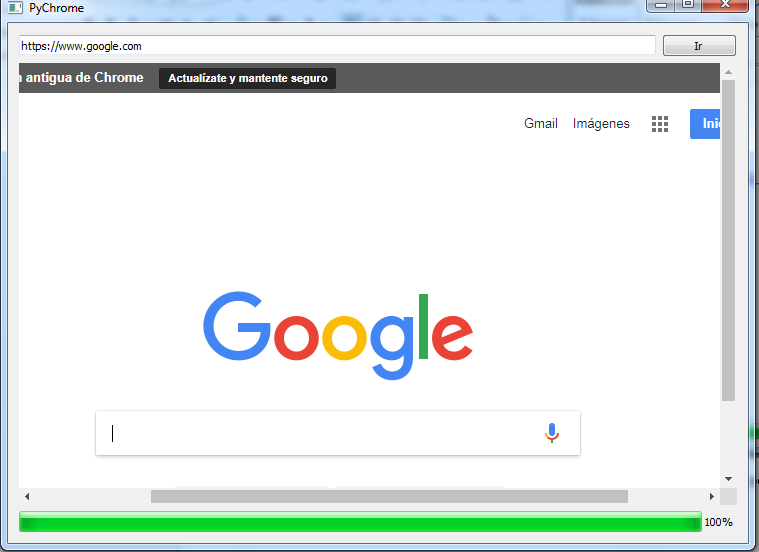 PyChrome
https://www.google.com Ir
antigua de Chrome Actualízate y mantente seguro
Gmail Imágenes
Google
100%